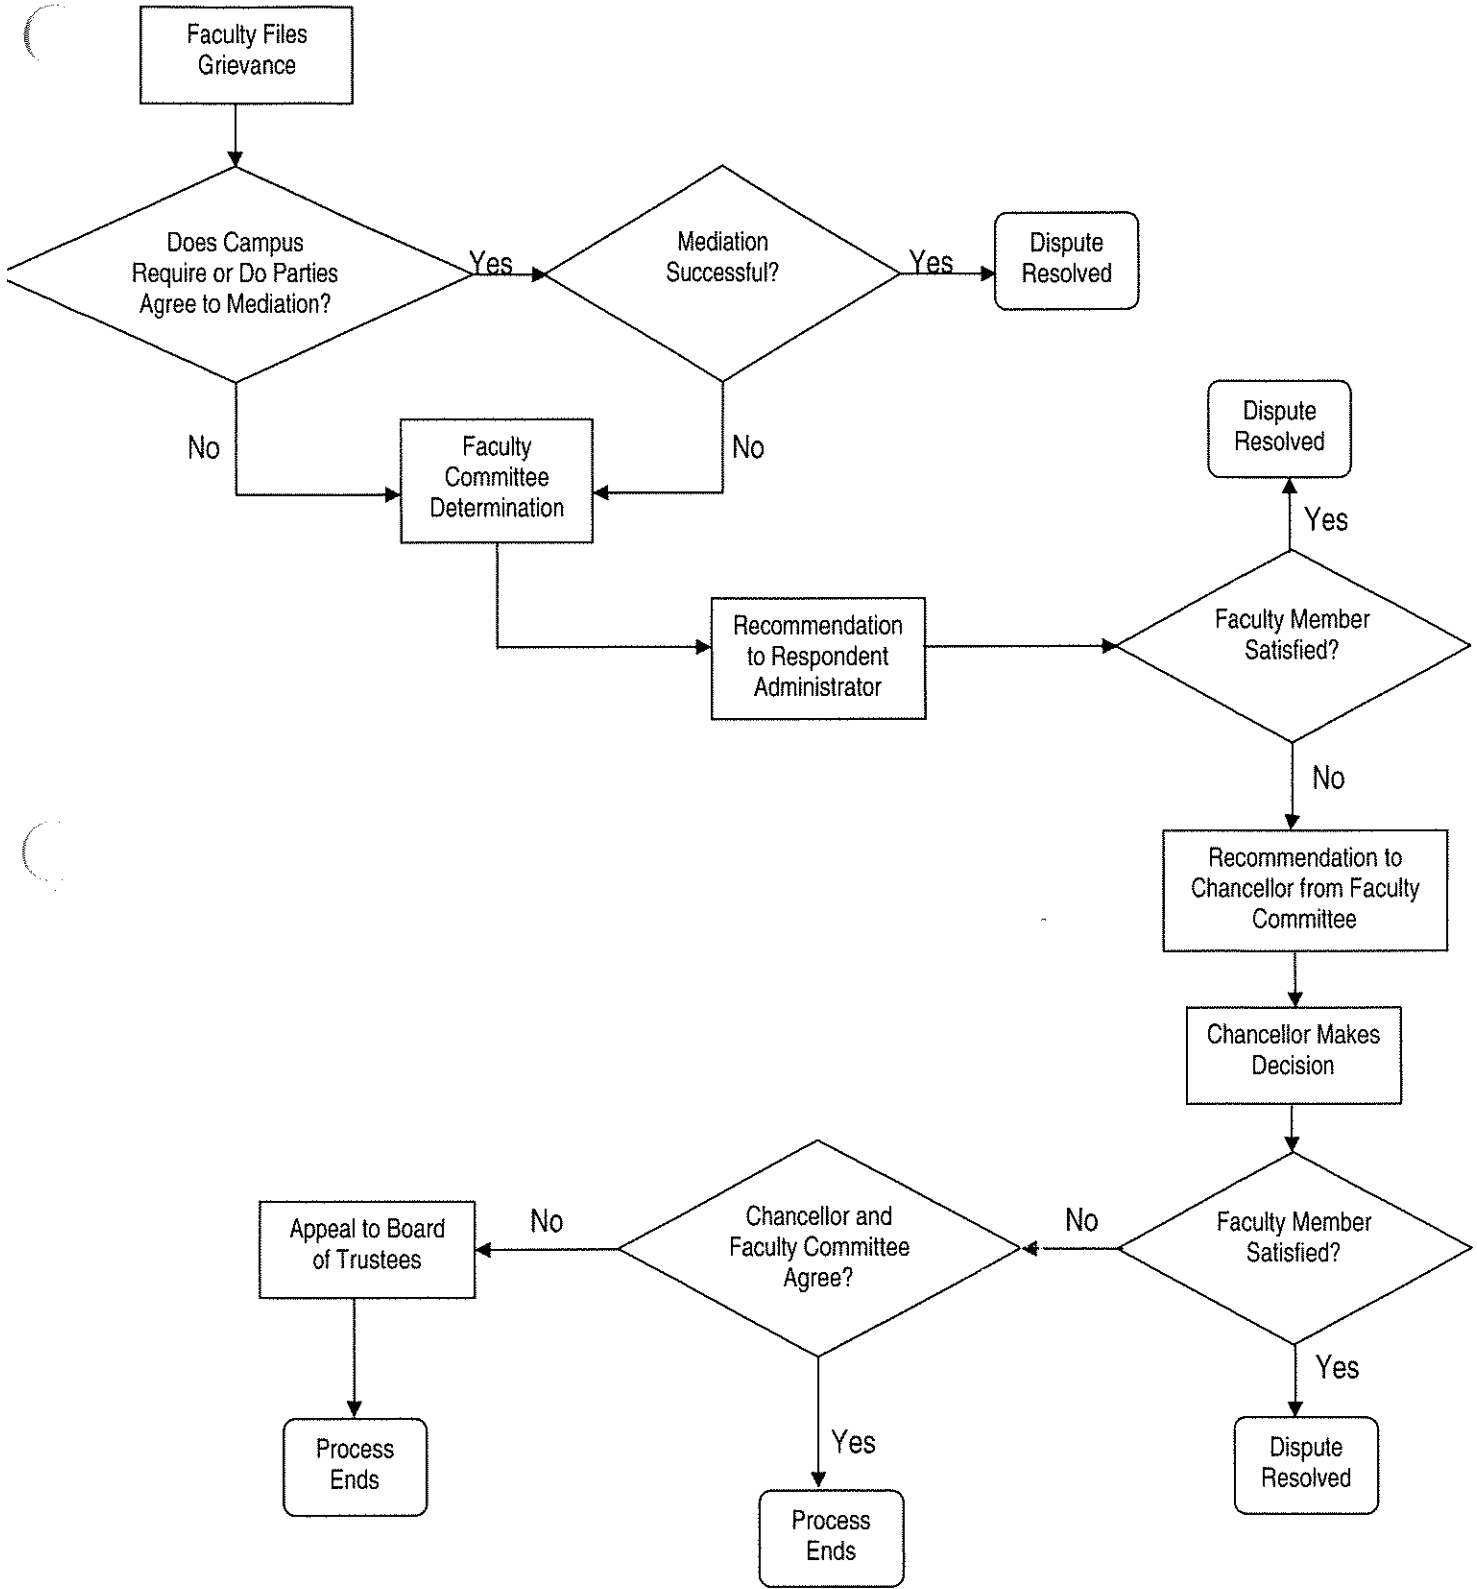 Faculty Files
Grievance
Does Campus
Require or Do Parties
Agree to Mediation?
Yes
Mediation
Successful?
Yes
Dispute
Resolved
No
Faculty
Committee
Determination
No
Dispute
Resolved
Yes
Recommendation
to Respondent
Administrator
Faculty Member
Satisfied?
No
Recommendation to
Chancellor from Faculty
Committee
Chancellor Makes
Decision
Faculty Member
Satisfied?
No
Chancellor and
Faculty Committee
Agree?
No
Appeal to Board
of Trustees
Yes
Dispute
Resolved
Yes
Process
Ends
Process
Ends